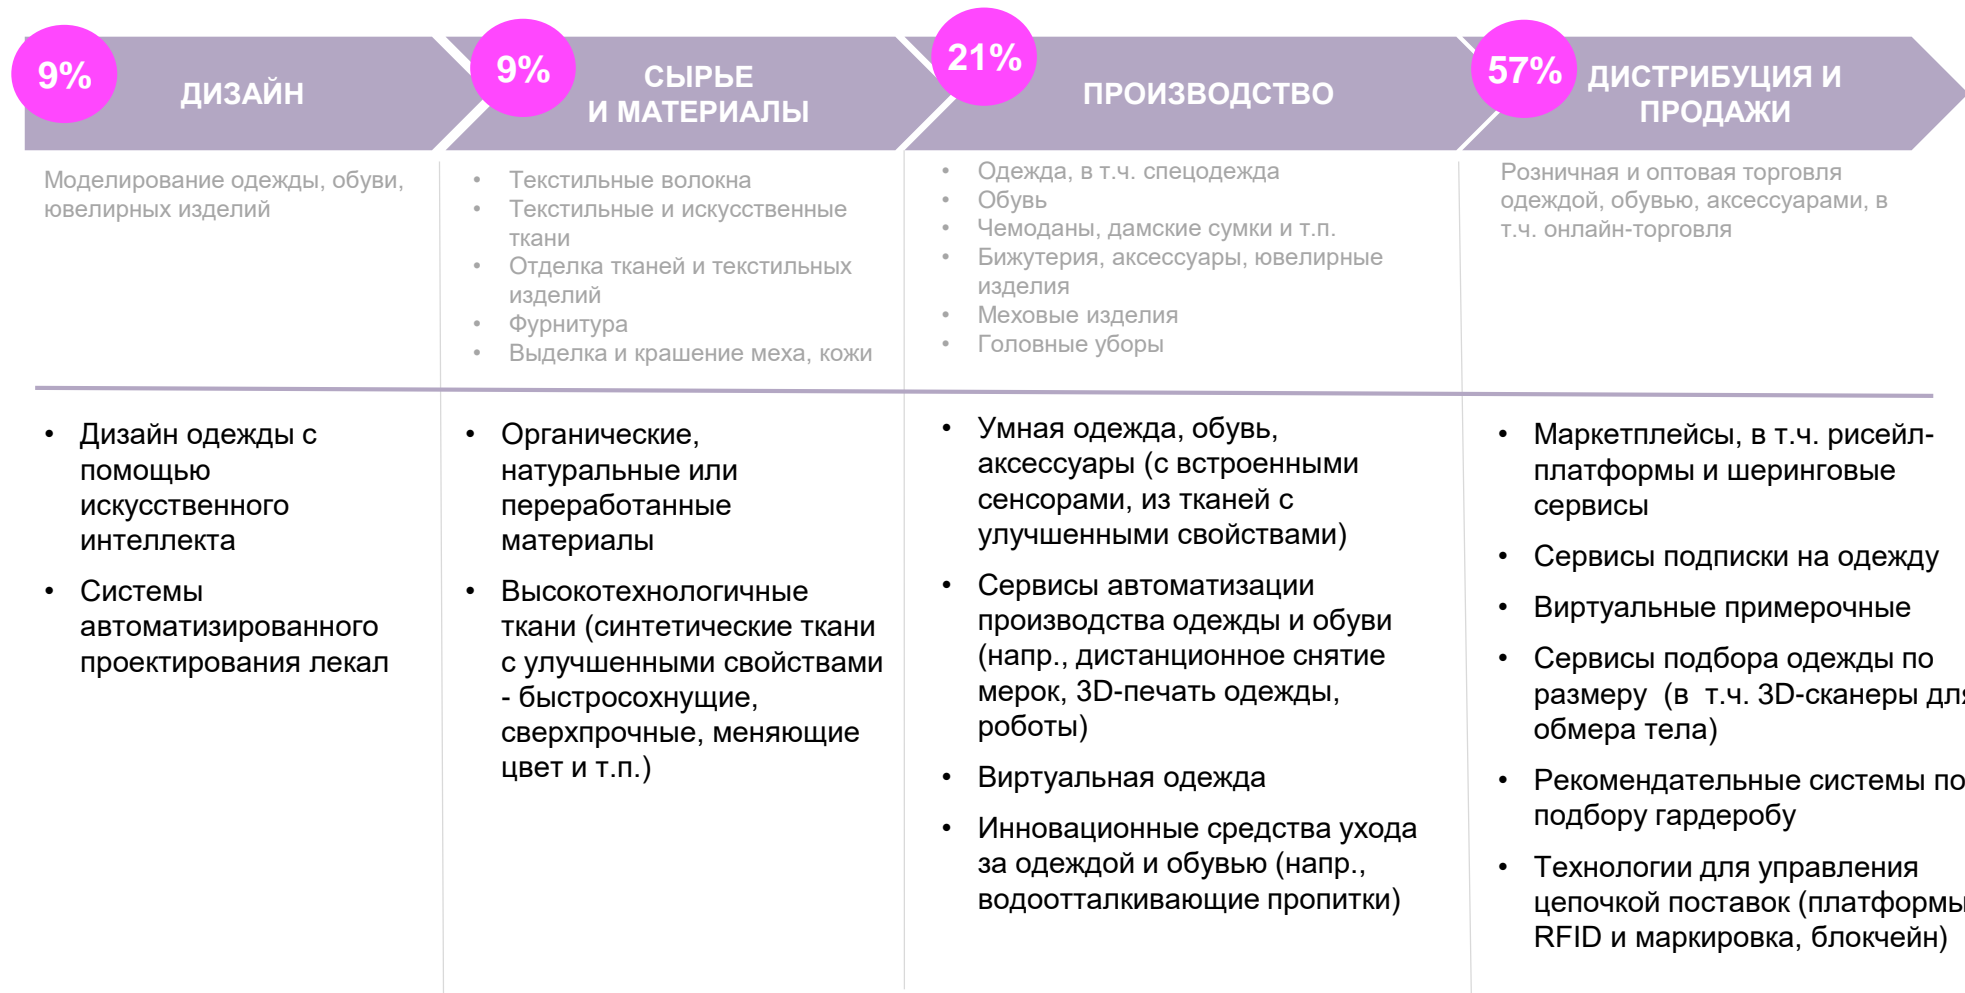 9%
ДИЗАЙН
9%
СЫРЬЕ
И МАТЕРИАЛЫ
21%
ПРОИЗВОДСТВО
57%
ДИСТРИБУЦИЯ И
ПРОДАЖИ
Моделирование одежды, обуви,
ювелирных изделий
• Текстильные волокна
• Текстильные и искусственные
ткани
• Отделка тканей и текстильных
изделий
• Фурнитура
• Выделка и крашение меха, кожи
• Одежда, в т.ч. спецодежда
• Обувь
• Чемоданы, дамские сумки и т.п.
• Бижутерия, аксессуары, ювелирные
изделия
• Меховые изделия
• Головные уборы
Розничная и оптовая торговля
одеждой, обувью, аксессуарами, в
т.ч. онлайн-торговля
• Дизайн одежды с
помощью
искусственного
интеллекта
• Системы
автоматизированного
проектирования лекал
• Органические,
натуральные или
переработанные
материалы
• Высокотехнологичные
ткани (синтетические ткани
с улучшенными свойствами
- быстросохнущие,
сверхпрочные, меняющие
цвет и т.п.)
• Умная одежда, обувь,
аксессуары (с встроенными
сенсорами, из тканей с
улучшенными свойствами)
• Сервисы автоматизации
производства одежды и обуви
(напр., дистанционное снятие
мерок, 3D-печать одежды,
роботы)
• Виртуальная одежда
• Инновационные средства ухода
за одеждой и обувью (напр.,
водоотталкивающие пропитки)
• Маркетплейсы, в т.ч. рисейл-
платформы и шеринговые
сервисы
• Сервисы подписки на одежду
• Виртуальные примерочные
• Сервисы подбора одежды по
размеру (в т.ч. 3D-сканеры для
обмера тела)
• Рекомендательные системы по
подбору гардеробу
• Технологии для управления
цепочкой поставок (платформы
RFID и маркировка, блокчейн)